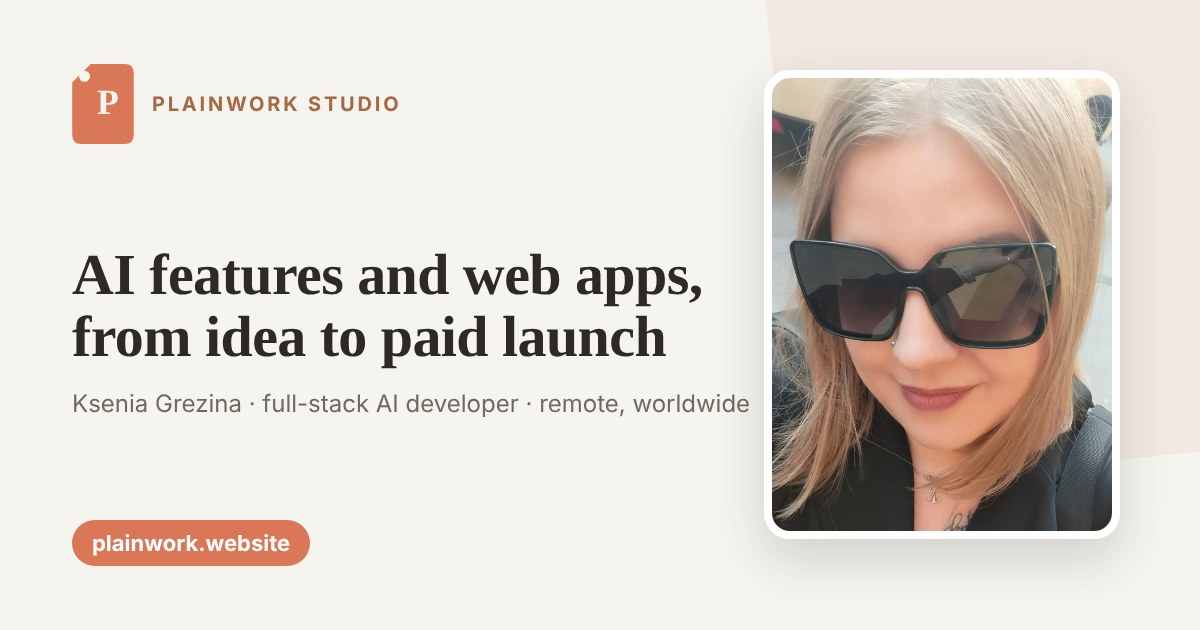 P
PLAINWORK STUDIO
AI features and web apps,
from idea to paid launch
Ksenia Grezina · full-stack AI developer · remote, worldwide
plainwork.website